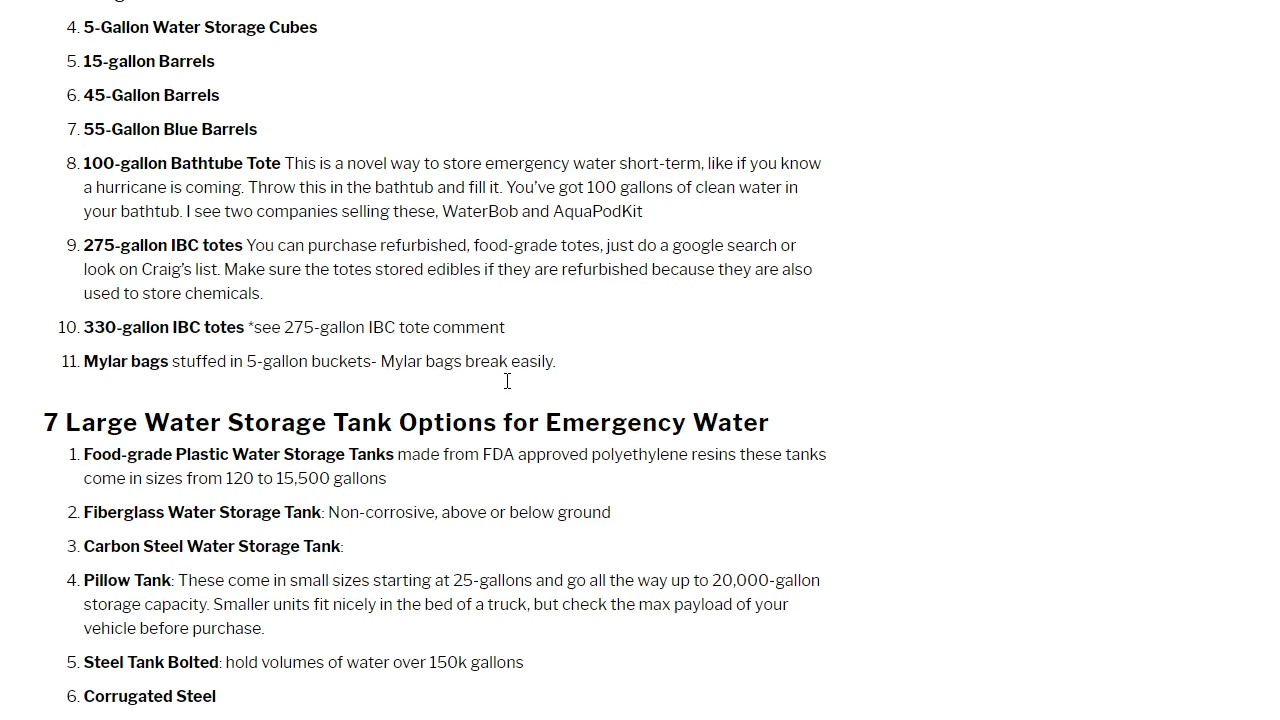 4. 5-Gallon Water Storage Cubes
5. 15-gallon Barrels
6. 45-Gallon Barrels
7. 55-Gallon Blue Barrels
8. 100-gallon Bathtube Tote This is a novel way to store emergency water short-term, like if you know
a hurricane is coming. Throw this in the bathtub and fill it. You’ve got 100 gallons of clean water in
your bathtub. I see two companies selling these, WaterBob and AquaPodKit
9. 275-gallon IBC totes You can purchase refurbished, food-grade totes, just do a google search or
look on Craig’s list. Make sure the totes stored edibles if they are refurbished because they are also
used to store chemicals.
10. 330-gallon IBC totes *see 275-gallon IBC tote comment
11. Mylar bags stuffed in 5-gallon buckets- Mylar bags break easily.
7 Large Water Storage Tank Options for Emergency Water
1. Food-grade Plastic Water Storage Tanks made from FDA approved polyethylene resins these tanks
come in sizes from 120 to 15,500 gallons
2. Fiberglass Water Storage Tank: Non-corrosive, above or below ground
3. Carbon Steel Water Storage Tank:
4. Pillow Tank: These come in small sizes starting at 25-gallons and go all the way up to 20,000-gallon
storage capacity. Smaller units fit nicely in the bed of a truck, but check the max payload of your
vehicle before purchase.
5. Steel Tank Bolted: hold volumes of water over 150k gallons
6. Corrugated Steel